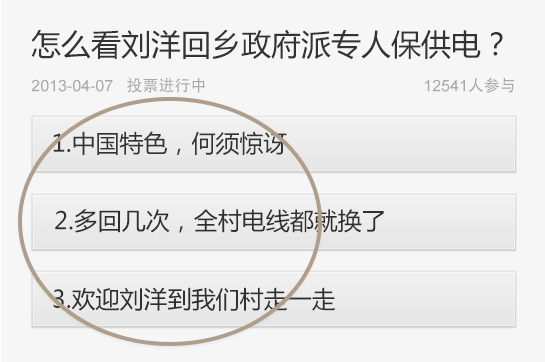 怎么看刘洋回乡政府派专人保供电？
2013-04-07 投票进行中 12541人参与
1.中国特色，何须惊讶
2.多回几次，全村电线都就换了
3.欢迎刘洋到我们村走一走